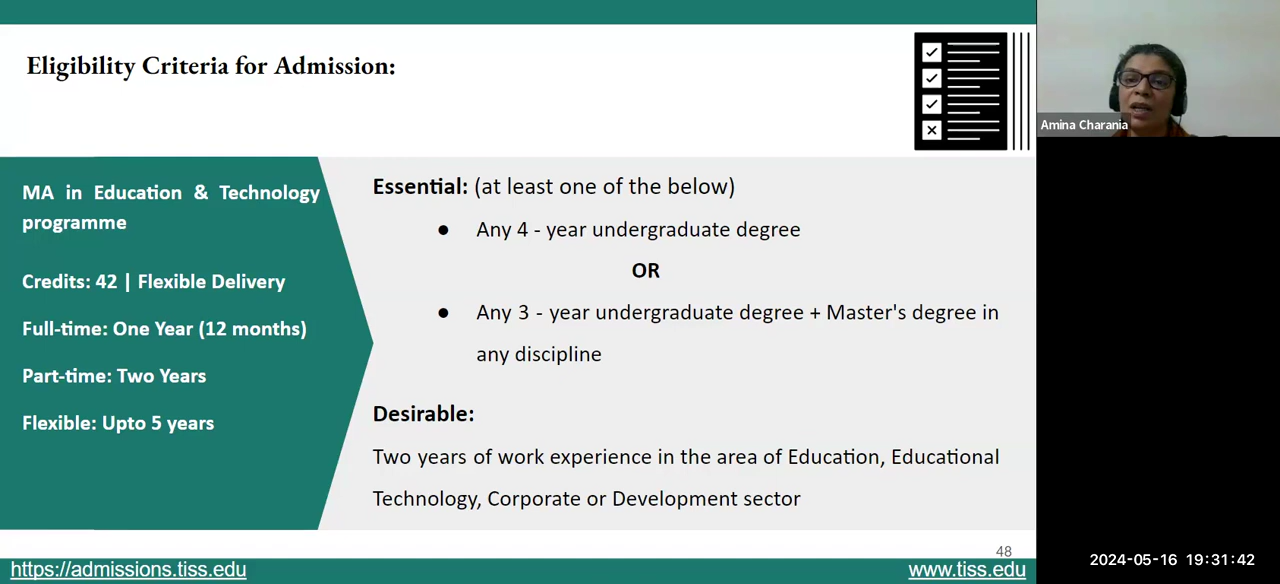 Eligibility Criteria for Admission:
Amina Charania
MA in Education & Technology
programme
Credits: 42 | Flexible Delivery
Full-time: One Year (12 months)
Part-time: Two Years
Flexible: Upto 5 years
Essential: (at least one of the below)
● Any 4 - year undergraduate degree
OR
● Any 3 - year undergraduate degree + Master's degree in
any discipline
Desirable:
Two years of work experience in the area of Education, Educational
Technology, Corporate or Development sector
48
https://admissions.tiss.edu
www.tiss.edu
2024-05-16 19:31:42